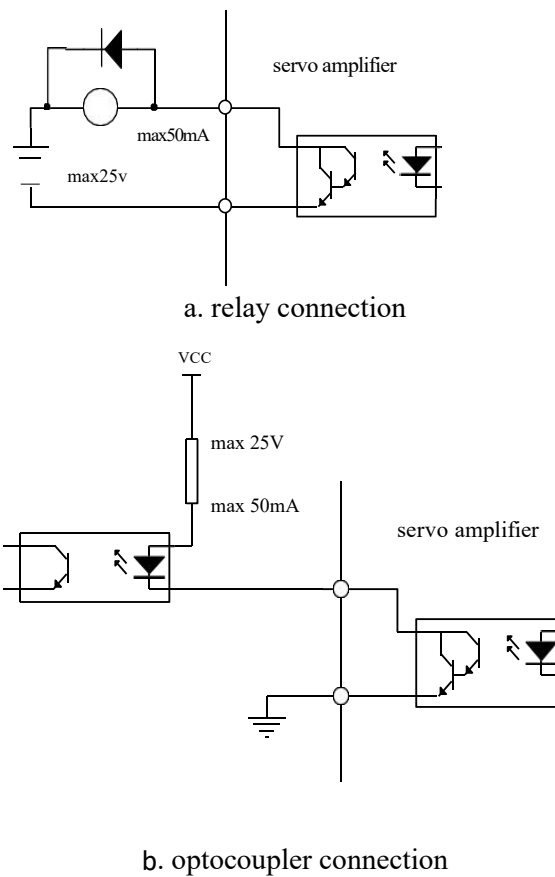 servo amplifier
max50mA
max25v
a. relay connection
VCC
max 25V
max 50mA
servo amplifier
b. optocoupler connection